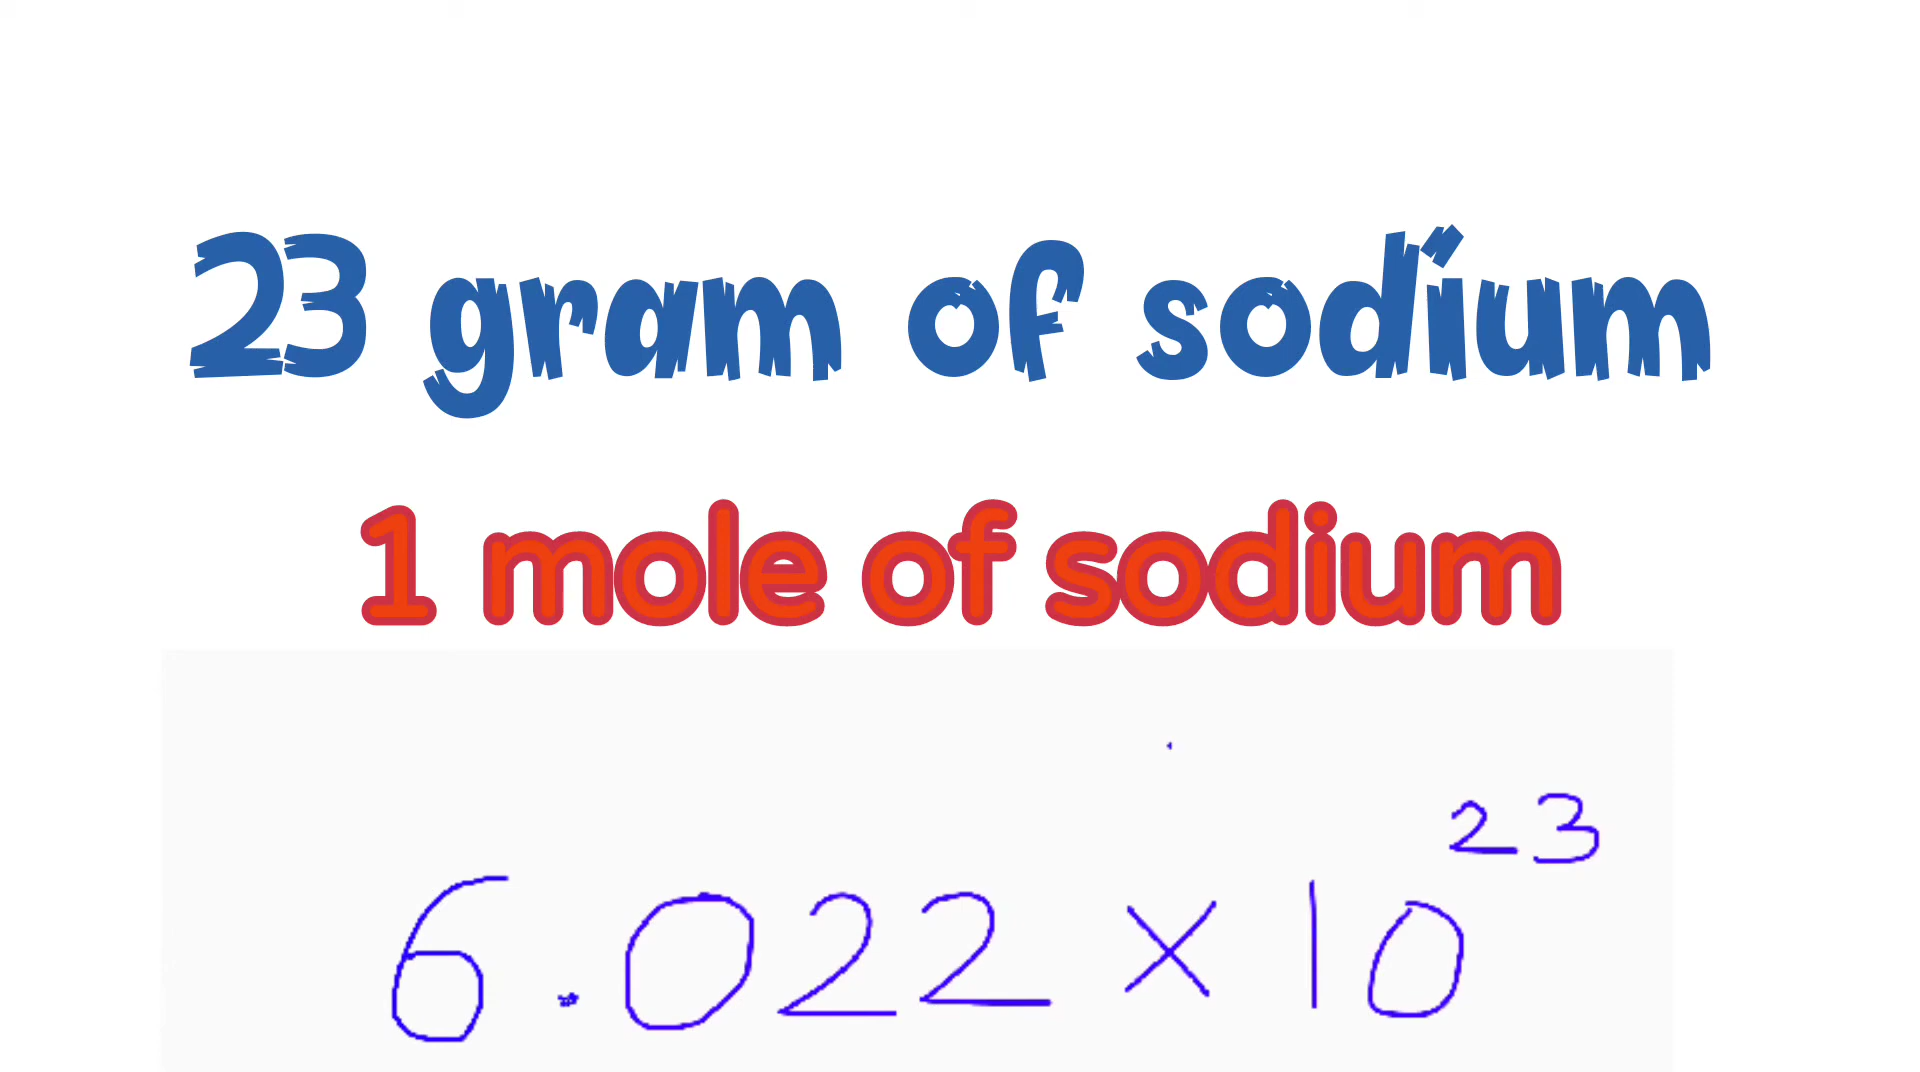 23 gram of sodium
1 mole of sodium
6.022 × 10²³